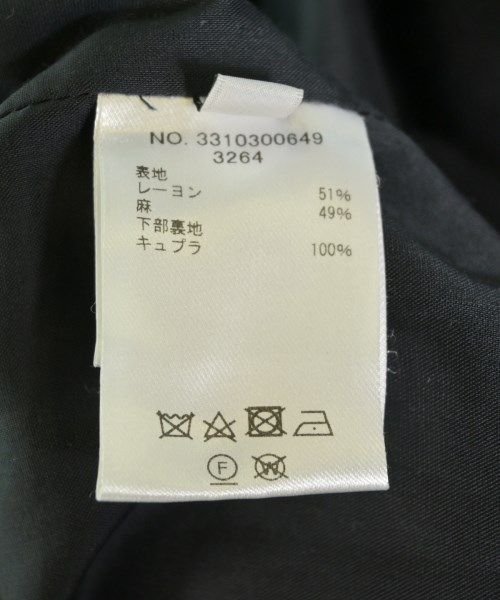 NO. 3310300649
3264
表地
レーヨン 51%
麻 49%
下部裏地
キュプラ 100%
F
W